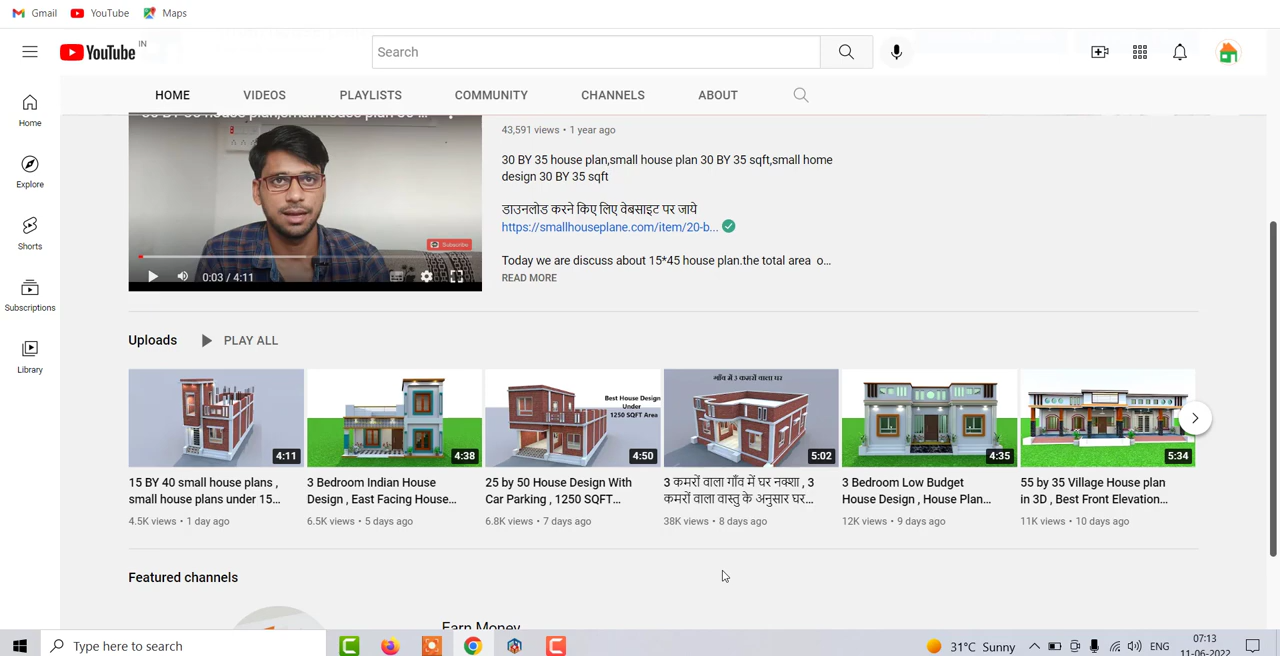 Gmail YouTube Maps
YouTube IN
Search
HOME VIDEOS PLAYLISTS COMMUNITY CHANNELS ABOUT
Home
Explore
Shorts
Subscriptions
Library
Subscribe
0:03 / 4:11
43,591 views • 1 year ago
30 BY 35 house plan,small house plan 30 BY 35 sqft,small home
design 30 BY 35 sqft
डाउनलोड करने किए लिए वेबसाइट पर जाये
https://smallhouseplane.com/item/20-b...
Today we are discuss about 15*45 house plan.the total area o...
READ MORE
Uploads PLAY ALL
4:11
15 BY 40 small house plans ,
small house plans under 15...
4.5K views • 1 day ago
4:38
3 Bedroom Indian House
Design , East Facing House...
6.5K views • 5 days ago
Best House Design
Under
1250 SQFT Area
4:50
25 by 50 House Design With
Car Parking , 1250 SQFT...
6.8K views • 7 days ago
गाँव में 3 कमरों वाला घर
5:02
3 कमरों वाला गाँव में घर नक्शा , 3
कमरों वाला वास्तु के अनुसार घर...
38K views • 8 days ago
4:35
3 Bedroom Low Budget
House Design , House Plan...
12K views • 9 days ago
5:34
55 by 35 Village House plan
in 3D , Best Front Elevation...
11K views • 10 days ago
Featured channels
Earn Money
Type here to search
31°C Sunny
ENG
07:13
11-06-2022